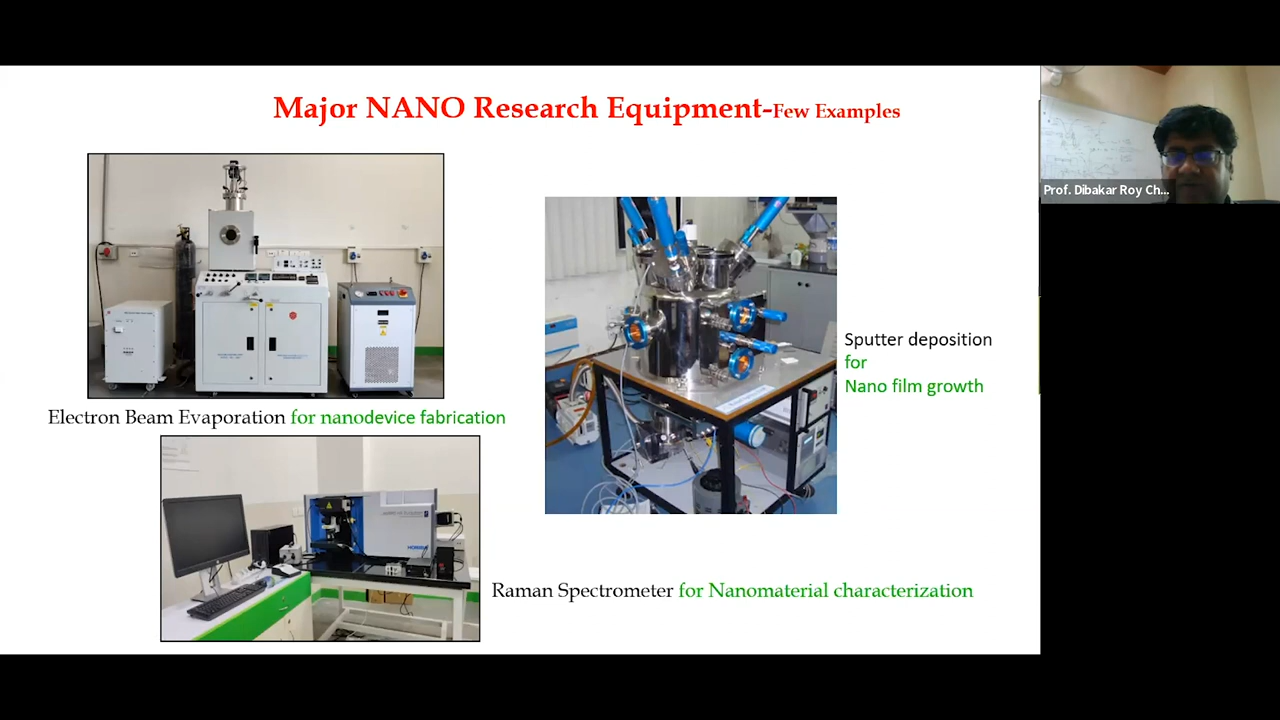 Major NANO Research Equipment-Few Examples
Prof. Dibakar Roy Ch...
Sputter deposition
for
Nano film growth
Electron Beam Evaporation for nanodevice fabrication
HORIBA
Raman Spectrometer for Nanomaterial characterization